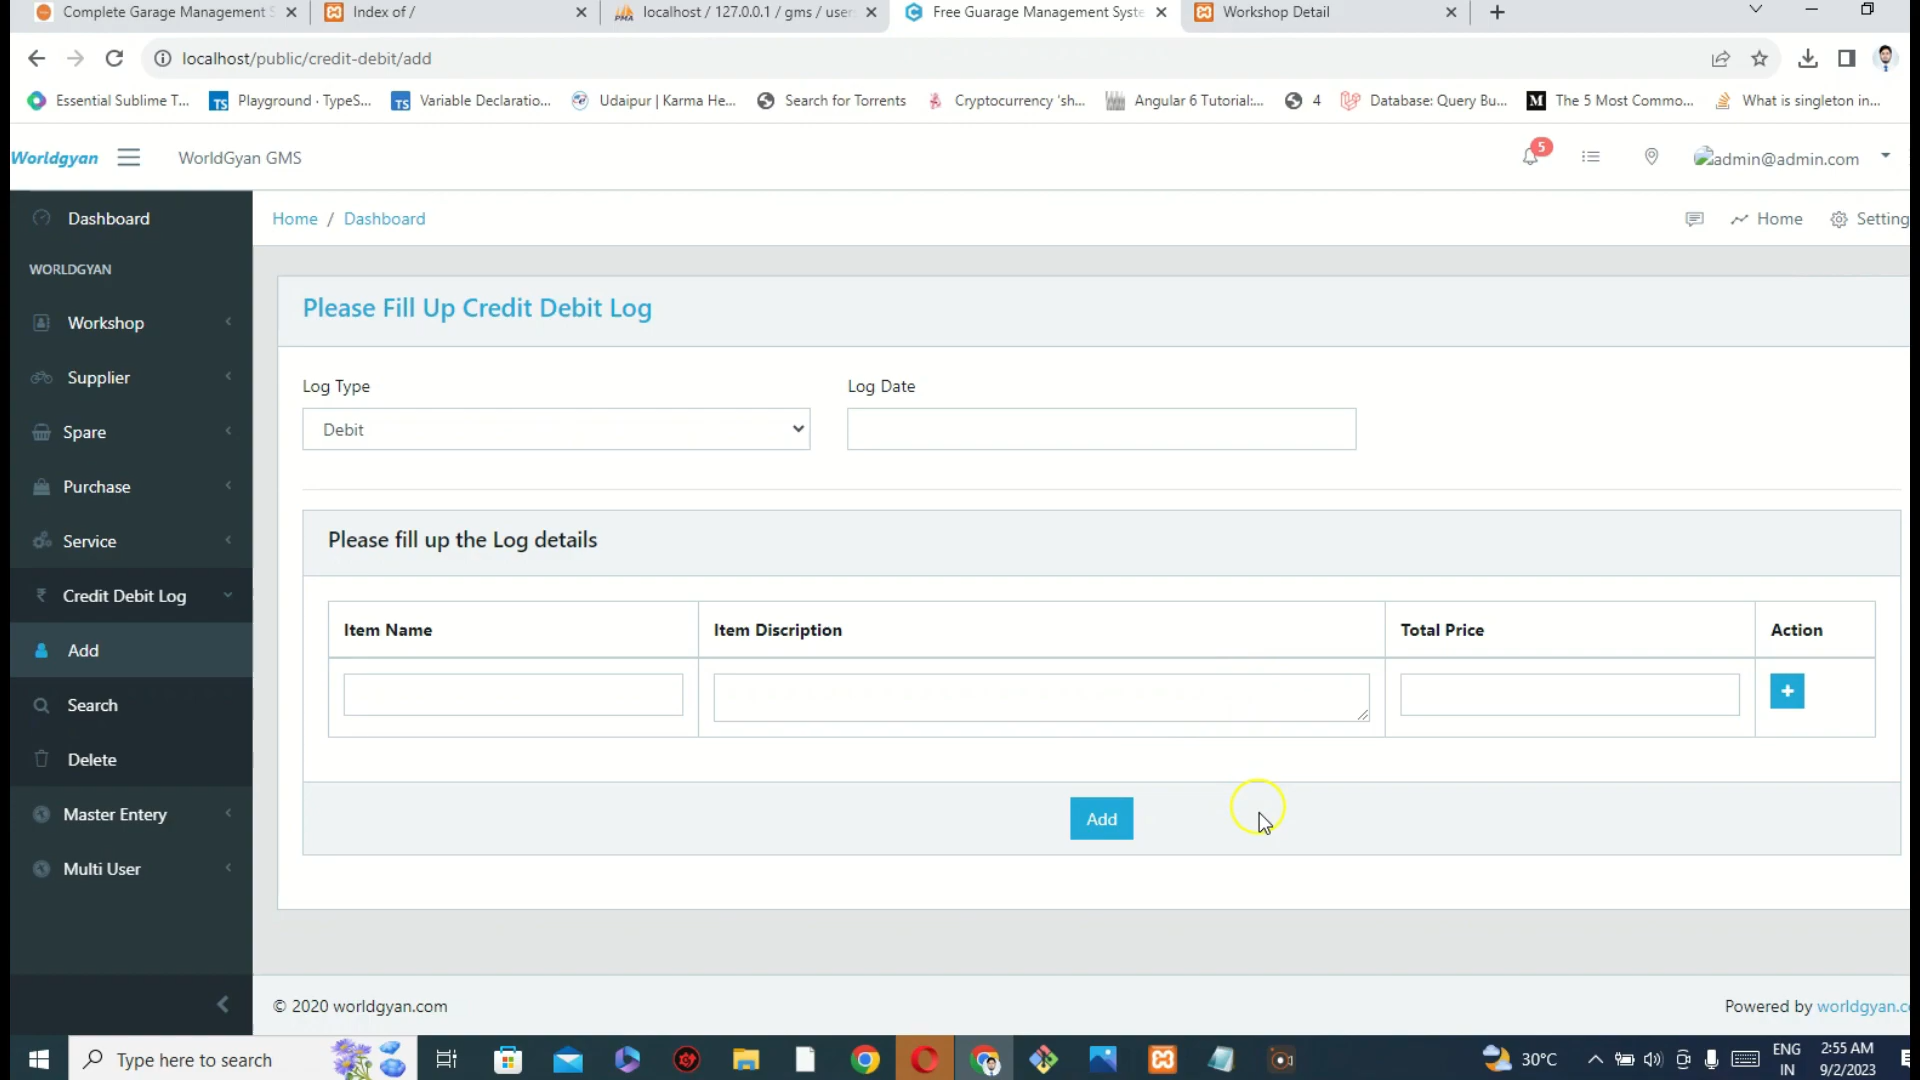 Complete Garage Management S
Index of /
localhost / 127.0.0.1 / gms / user
Free Guarage Management Syste
Workshop Detail
localhost/public/credit-debit/add
Essential Sublime T...
Playground · TypeS...
Variable Declaratio...
Udaipur | Karma He...
Search for Torrents
Cryptocurrency 'sh...
Angular 6 Tutorial:...
4
Database: Query Bu...
The 5 Most Commo...
What is singleton in...
Worldgyan
WorldGyan GMS
5
admin@admin.com
Dashboard
Home / Dashboard
Home
Setting
WORLDGYAN
Workshop
Supplier
Spare
Purchase
Service
Credit Debit Log
Add
Search
Delete
Master Entery
Multi User
Please Fill Up Credit Debit Log
Log Type
Log Date
Debit
Please fill up the Log details
Item Name
Item Discription
Total Price
Action
Add
© 2020 worldgyan.com
Powered by worldgyan.c
Type here to search
30°C
ENG
IN
2:55 AM
9/2/2023